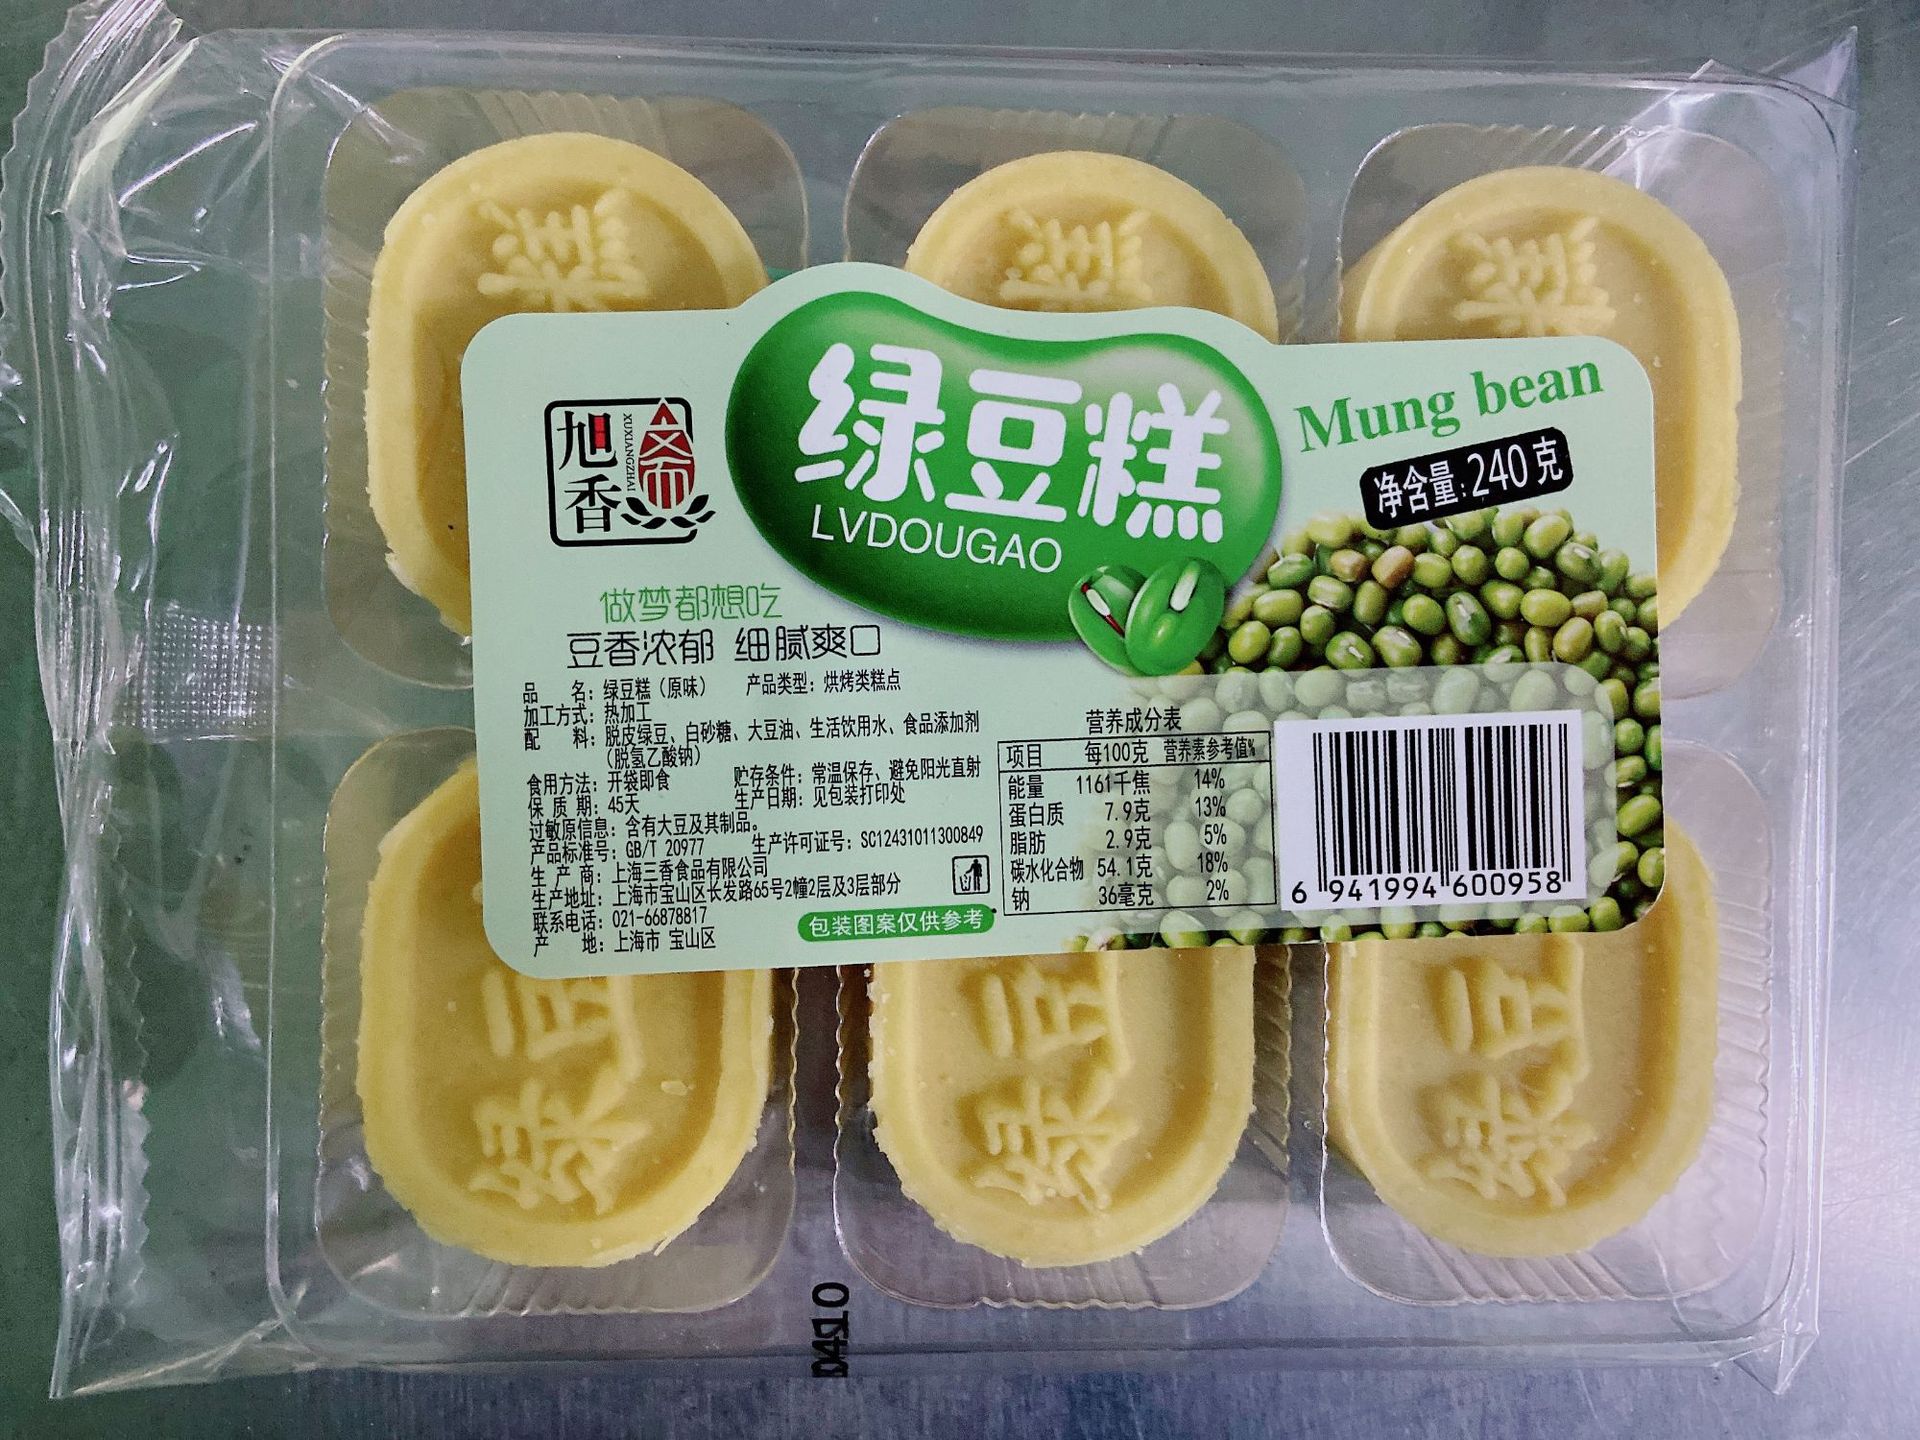 旭香斋
XUXIANGZHAI
绿豆糕
LVDOUGAO
Mung bean
净含量:240克
做梦都想吃
豆香浓郁 细腻爽口
品 名：绿豆糕（原味） 产品类型：烘烤类糕点
加工方式：热加工
配 料：脱皮绿豆、白砂糖、大豆油、生活饮用水、食品添加剂
（脱氢乙酸钠）
食用方法：开袋即食 贮存条件：常温保存、避免阳光直射
保 质 期：45天 生产日期：见包装打印处
过敏原信息：含有大豆及其制品。
产品标准号：GB/T 20977 生产许可证号：SC12431011300849
生 产 商：上海三香食品有限公司
生产地址：上海市宝山区长发路65号2幢2层及3层部分
联系电话：021-66878817
产 地：上海市 宝山区
包装图案仅供参考
营养成分表
项目 每100克 营养素参考值%
能量 1161千焦 14%
蛋白质 7.9克 13%
脂肪 2.9克 5%
碳水化合物 54.1克 18%
钠 36毫克 2%
6 941994 600958
糕
糕
糕
绿豆
绿豆
绿豆